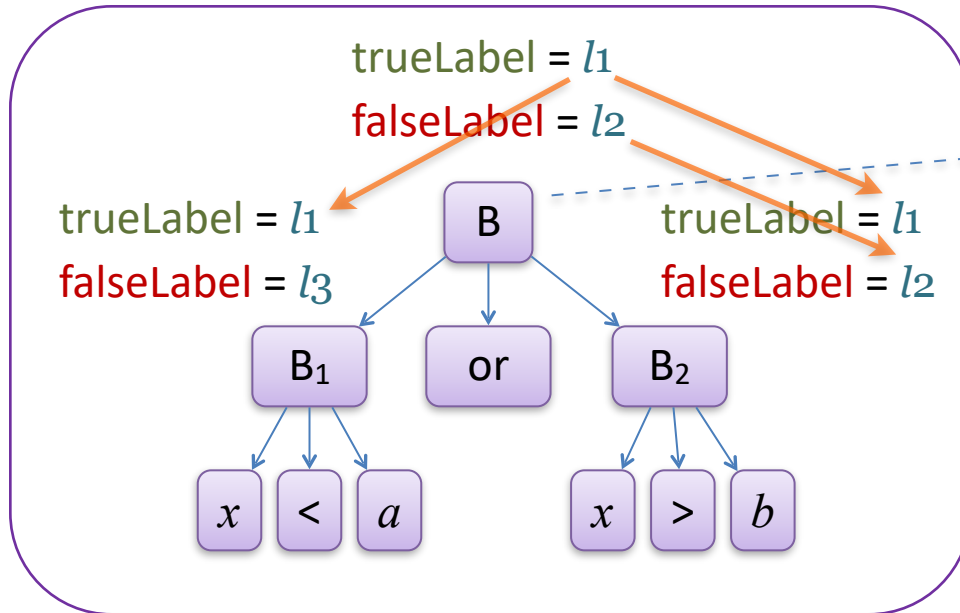 trueLabel = l1
falseLabel = l2
trueLabel = l1
falseLabel = l3
B
trueLabel = l1
falseLabel = l2
B₁ or B₂
x < a x > b